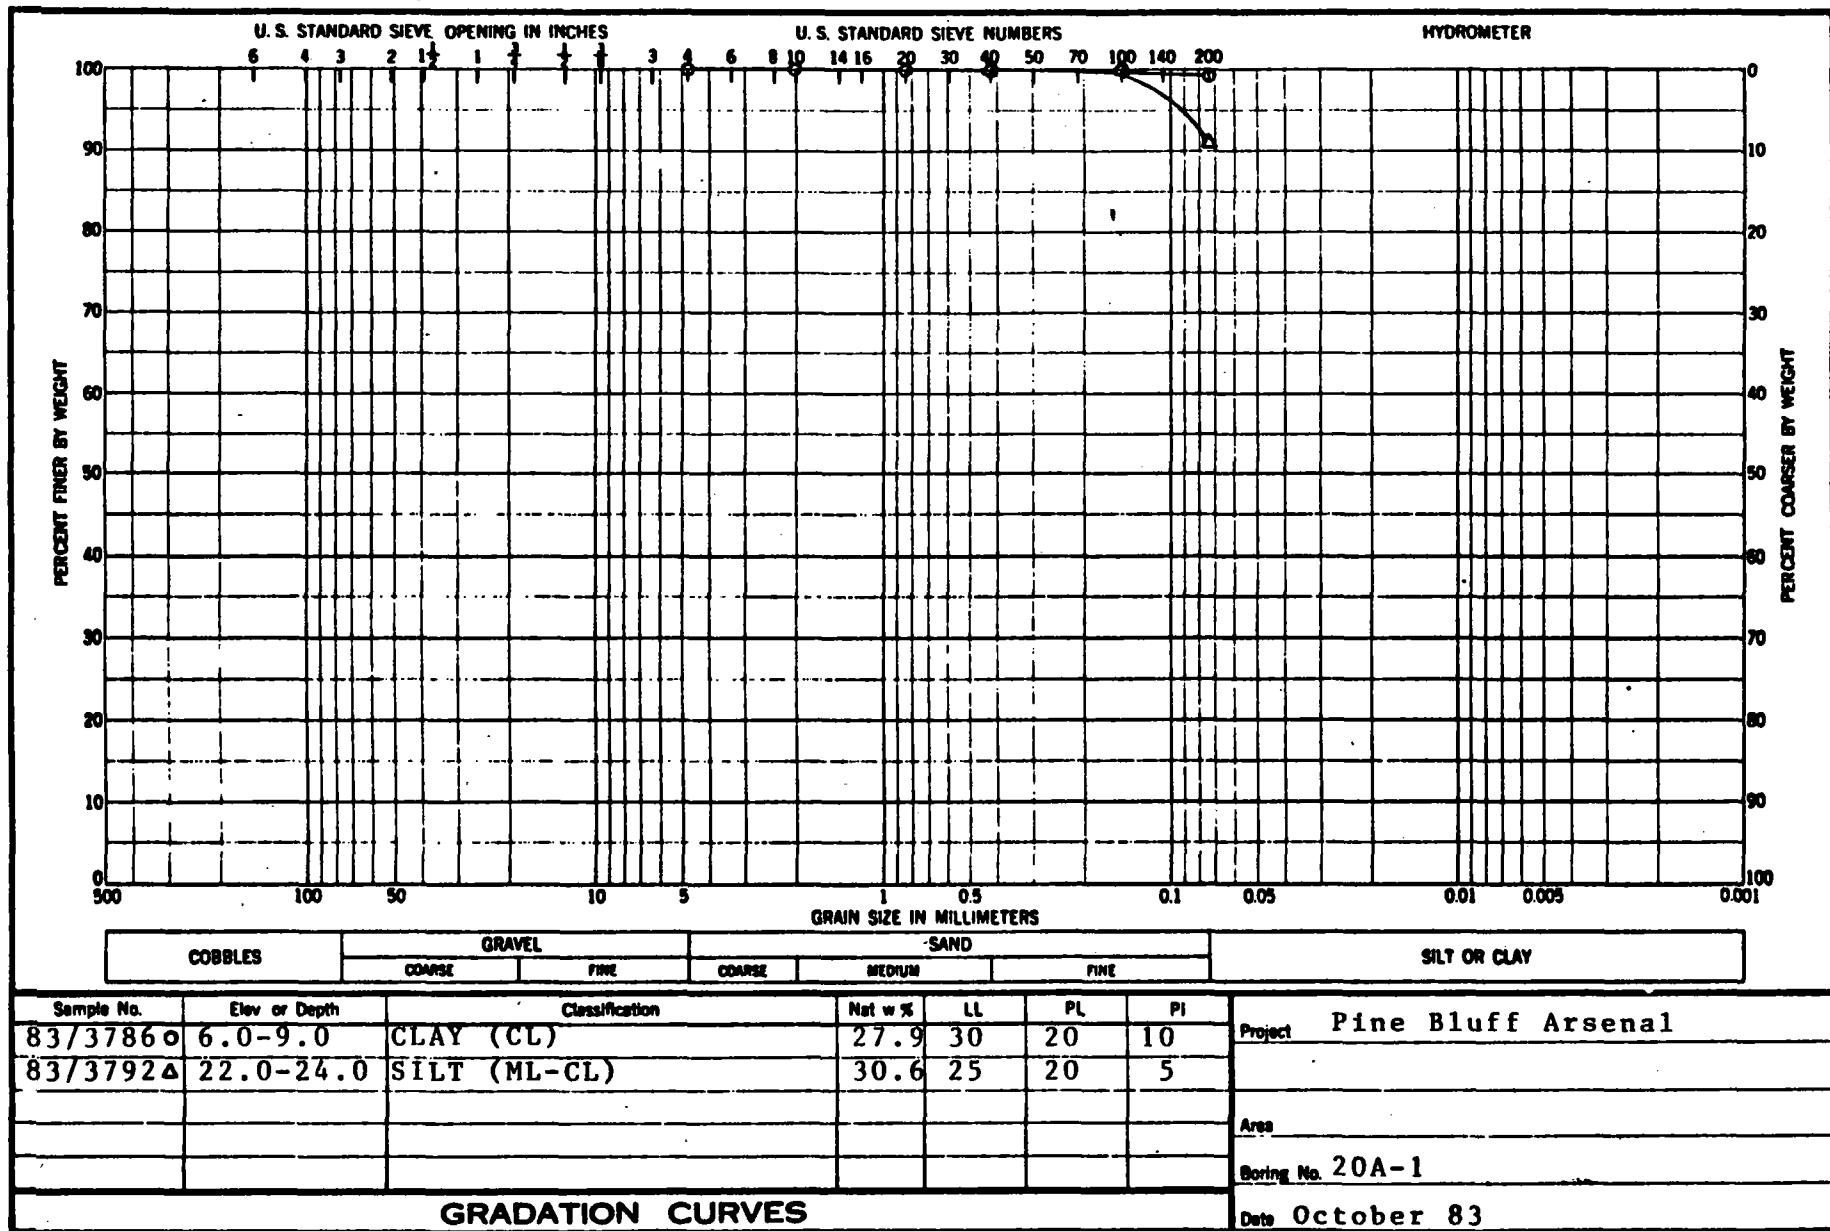 U. S. STANDARD SIEVE OPENING IN INCHES U. S. STANDARD SIEVE NUMBERS HYDROMETER
6 4 3 2 1½ 1 ¾ ½ ⅜ 3 4 6 8 10 14 16 20 30 40 50 70 100 140 200
100 0
90 10
80 20
70 30
60 40
50 50
40 60
30 70
20 80
10 90
0 100
PERCENT FINER BY WEIGHT
PERCENT COARSER BY WEIGHT
500 100 50 10 5 1 0.5 0.1 0.05 0.01 0.005 0.001
GRAIN SIZE IN MILLIMETERS
COBBLES GRAVEL SAND SILT OR CLAY
COARSE FINE COARSE MEDIUM FINE
Sample No. Elev or Depth Classification Nat w % LL PL PI
83/3786 o 6.0-9.0 CLAY (CL) 27.9 30 20 10
83/3792 Δ 22.0-24.0 SILT (ML-CL) 30.6 25 20 5
Project Pine Bluff Arsenal
Area
Boring No. 20A-1
Date October 83
GRADATION CURVES